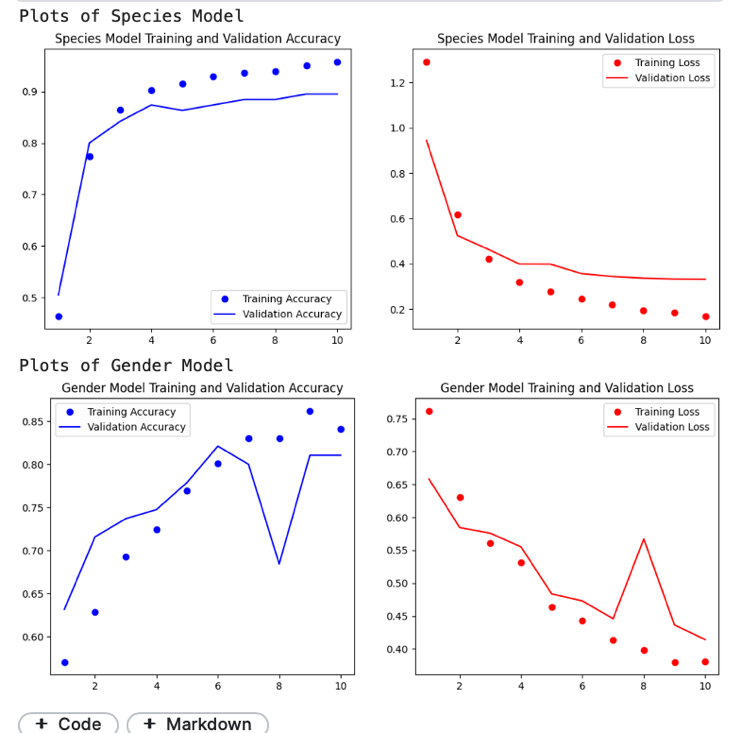 Plots of Species Model
Species Model Training and Validation Accuracy
0.9
0.8
0.7
0.6
0.5
Training Accuracy
Validation Accuracy
2 4 6 8 10
Species Model Training and Validation Loss
Training Loss
Validation Loss
1.2
1.0
0.8
0.6
0.4
0.2
2 4 6 8 10
Plots of Gender Model
Gender Model Training and Validation Accuracy
Training Accuracy
Validation Accuracy
0.85
0.80
0.75
0.70
0.65
0.60
2 4 6 8 10
Gender Model Training and Validation Loss
Training Loss
Validation Loss
0.75
0.70
0.65
0.60
0.55
0.50
0.45
0.40
2 4 6 8 10
+ Code + Markdown